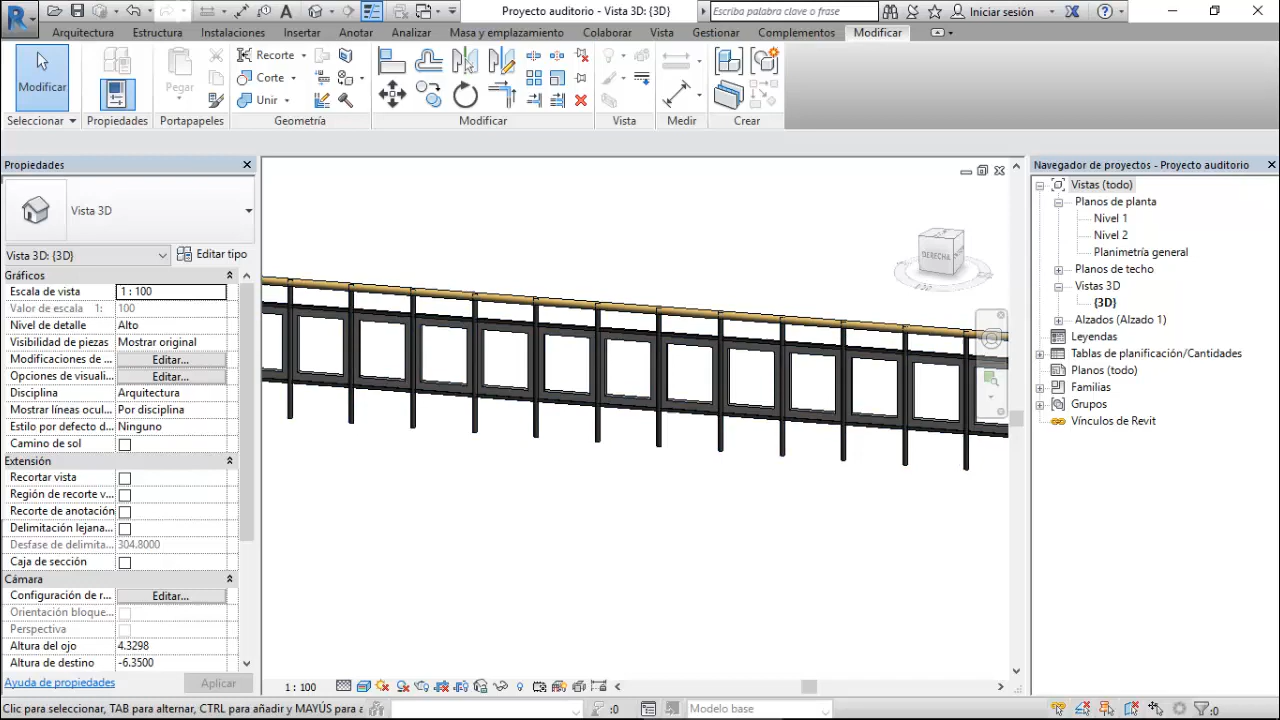 Proyecto auditorio - Vista 3D: {3D}
Escriba palabra clave o frase
Iniciar sesión
Arquitectura Estructura Instalaciones Insertar Anotar Analizar Masa y emplazamiento Colaborar Vista Gestionar Complementos Modificar
Modificar
Pegar
Recorte
Corte
Unir
Seleccionar Propiedades Portapapeles Geometría Modificar Vista Medir Crear
Propiedades
Vista 3D
Vista 3D: {3D}
Editar tipo
Gráficos
Escala de vista 1 : 100
Valor de escala 1: 100
Nivel de detalle Alto
Visibilidad de piezas Mostrar original
Modificaciones de ... Editar...
Opciones de visuali... Editar...
Disciplina Arquitectura
Mostrar líneas ocul... Por disciplina
Estilo por defecto d... Ninguno
Camino de sol
Extensión
Recortar vista
Región de recorte v...
Recorte de anotación
Delimitación lejana...
Desfase de delimita... 304.8000
Caja de sección
Cámara
Configuración de r... Editar...
Orientación bloque...
Perspectiva
Altura del ojo 4.3298
Altura de destino -6.3500
Ayuda de propiedades
Aplicar
DERECHA
1 : 100
Navegador de proyectos - Proyecto auditorio
Vistas (todo)
Planos de planta
Nivel 1
Nivel 2
Planimetría general
Planos de techo
Vistas 3D
{3D}
Alzados (Alzado 1)
Leyendas
Tablas de planificación/Cantidades
Planos (todo)
Familias
Grupos
Vínculos de Revit
Clic para seleccionar, TAB para alternar, CTRL para añadir y MAYÚS para a
:0
Modelo base
:0